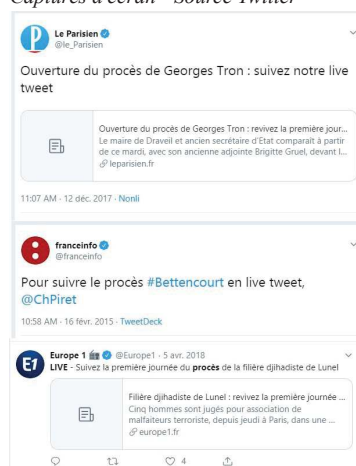 Captures d'écran - Source Twitter
Le Parisien
@le_Parisien
Ouverture du procès de Georges Tron : suivez notre live
tweet
Ouverture du procès de Georges Tron : revivez la première jour...
Le maire de Draveil et ancien secrétaire d'Etat comparaît à partir
de ce mardi, avec son ancienne adjointe Brigitte Gruel, devant l...
leparisien.fr
11:07 AM · 12 déc. 2017 · Nonli
franceinfo
@franceinfo
Pour suivre le procès #Bettencourt en live tweet,
@ChPiret
10:58 AM · 16 févr. 2015 · TweetDeck
E1
Europe 1 @Europe1 · 5 avr. 2018
LIVE - Suivez la première journée du procès de la filière djihadiste de Lunel
Filière djihadiste de Lunel : revivez la première journée ...
Cinq hommes sont jugés pour association de
malfaiteurs terroriste, depuis jeudi à Paris, dans une ...
europe1.fr
4